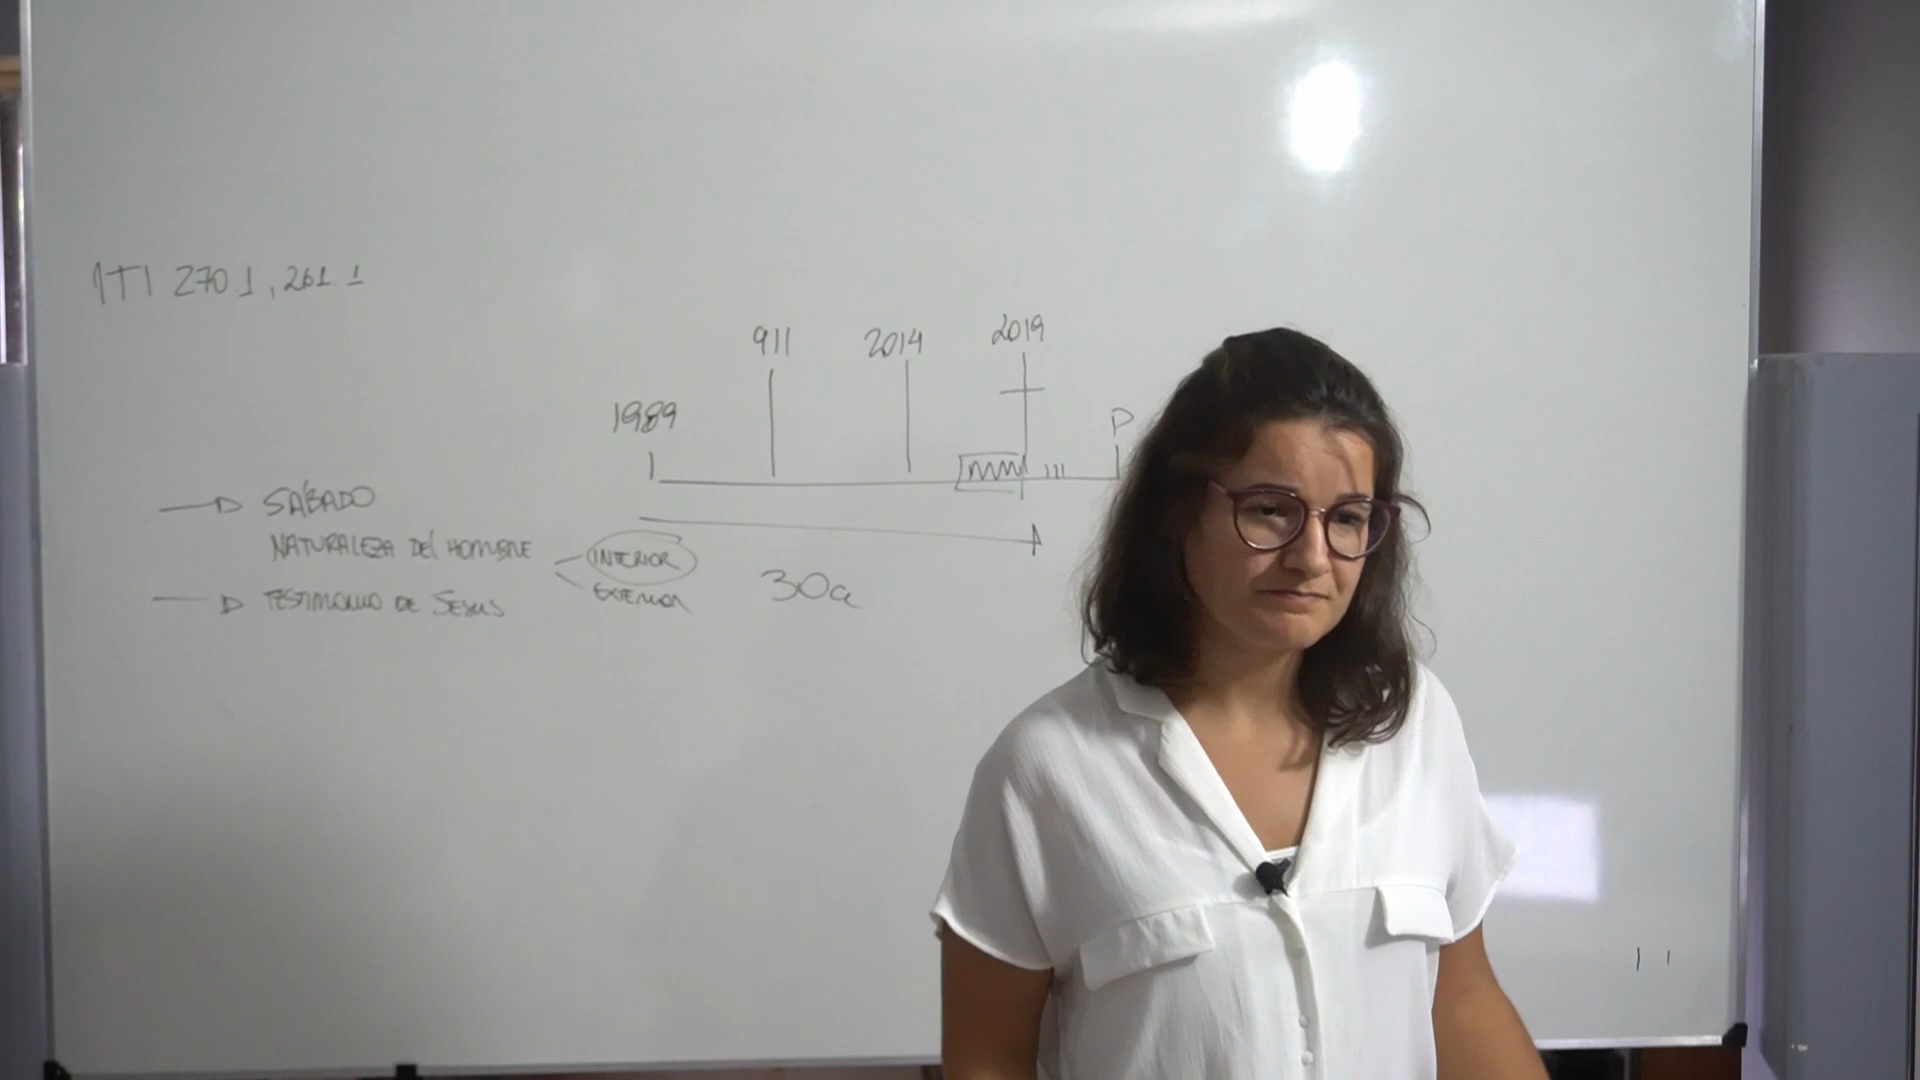 1T1 270.1, 261.1
911 2014 2019
1989 P
SÁBADO
NATURALEZA DEL HOMBRE
INTERIOR
EXTERIOR
TESTIMONIO DE JESUS
30a